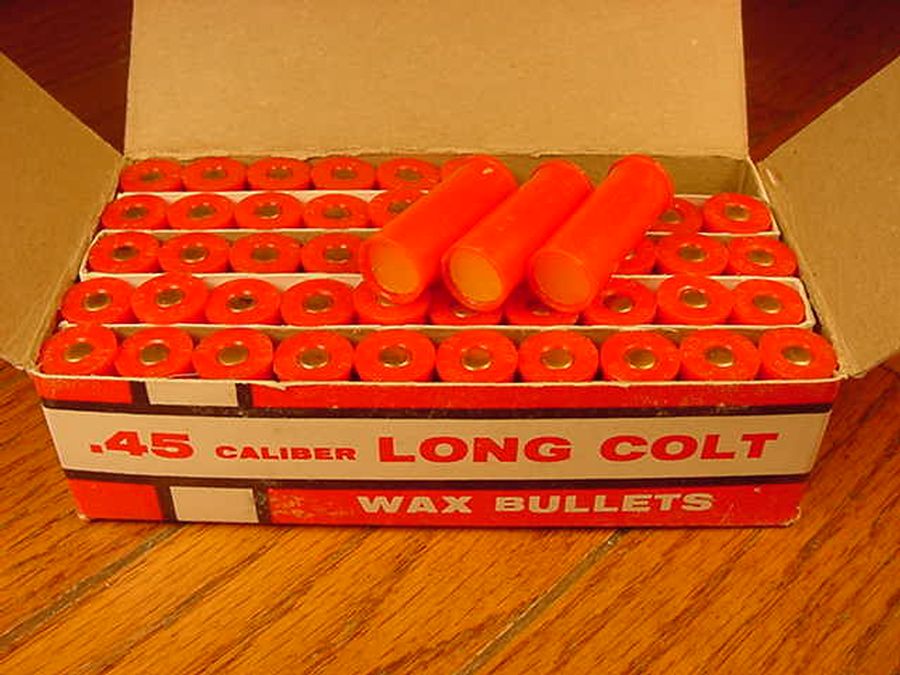 .45 CALIBER LONG COLT
WAX BULLETS